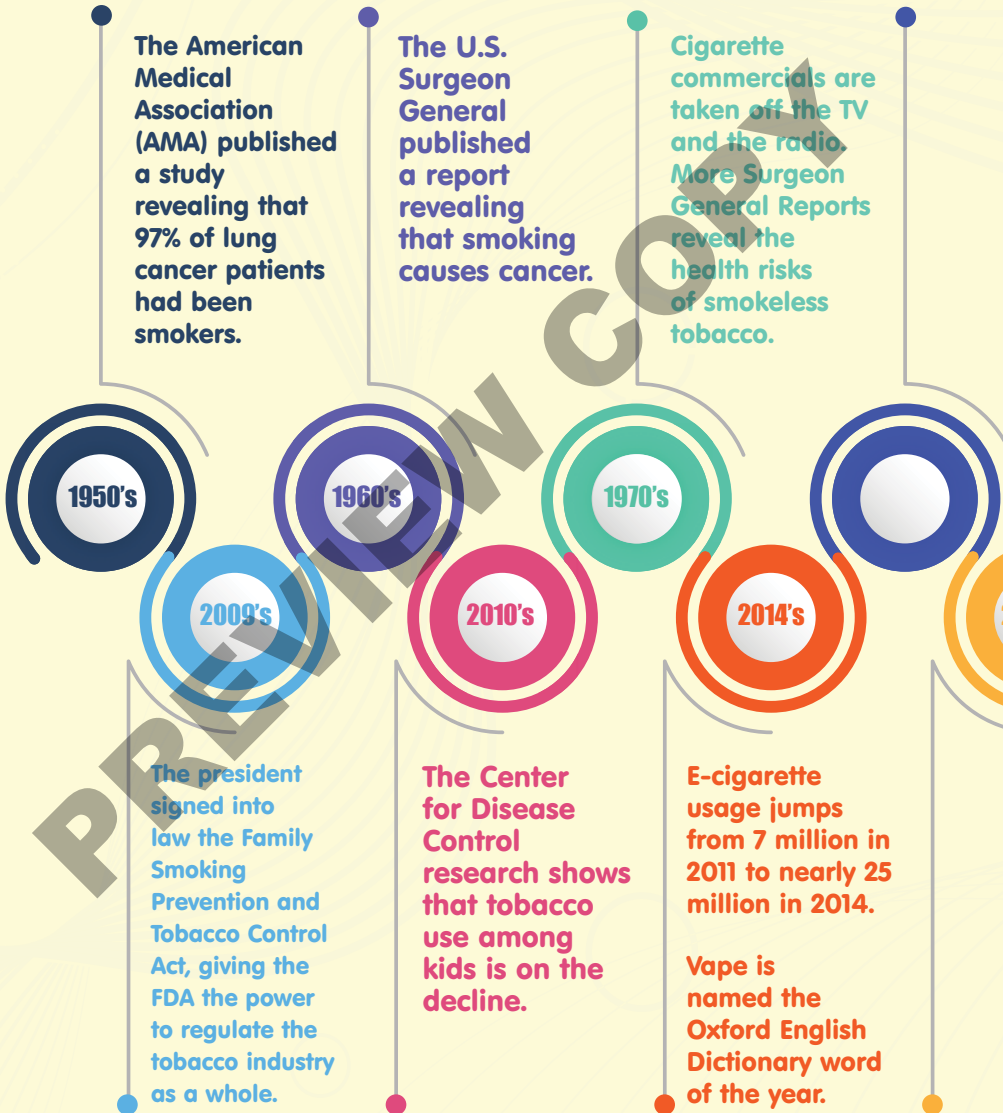 The American
Medical
Association
(AMA) published
a study
revealing that
97% of lung
cancer patients
had been
smokers.
The U.S.
Surgeon
General
published
a report
revealing
that smoking
causes cancer.
Cigarette
commercials are
taken off the TV
and the radio.
More Surgeon
General Reports
reveal the
health risks
of smokeless
tobacco.
1950's
1960's
1970's
2009's
2010's
2014's
The president
signed into
law the Family
Smoking
Prevention and
Tobacco Control
Act, giving the
FDA the power
to regulate the
tobacco industry
as a whole.
The Center
for Disease
Control
research shows
that tobacco
use among
kids is on the
decline.
E-cigarette
usage jumps
from 7 million in
2011 to nearly 25
million in 2014.
Vape is
named the
Oxford English
Dictionary word
of the year.
PREVIEW COPY